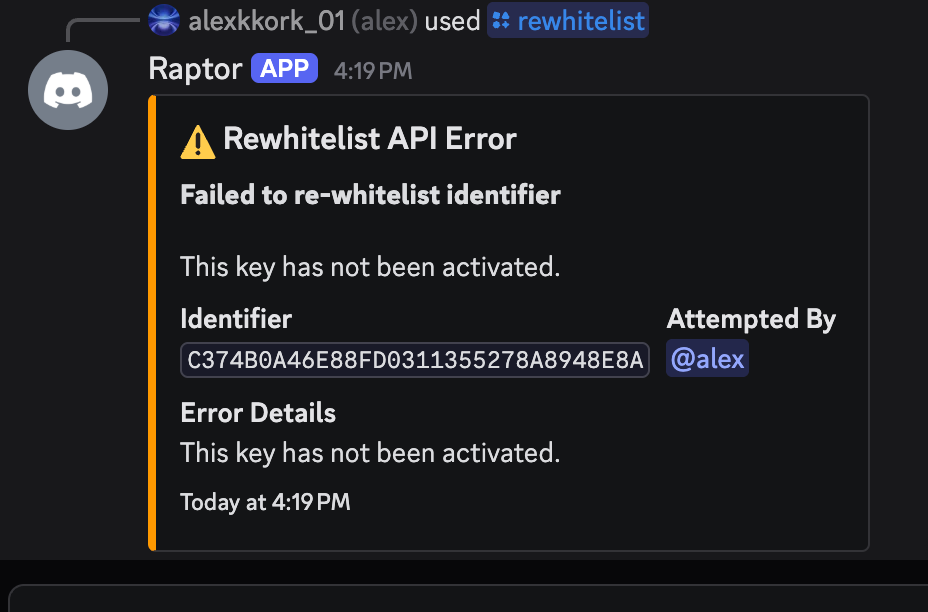 alexkkork_01 (alex) used rewhitelist
Raptor APP 4:19 PM
⚠️ Rewhitelist API Error
Failed to re-whitelist identifier
This key has not been activated.
Identifier Attempted By
C374B0A46E88FD0311355278A8948E8A @alex
Error Details
This key has not been activated.
Today at 4:19 PM